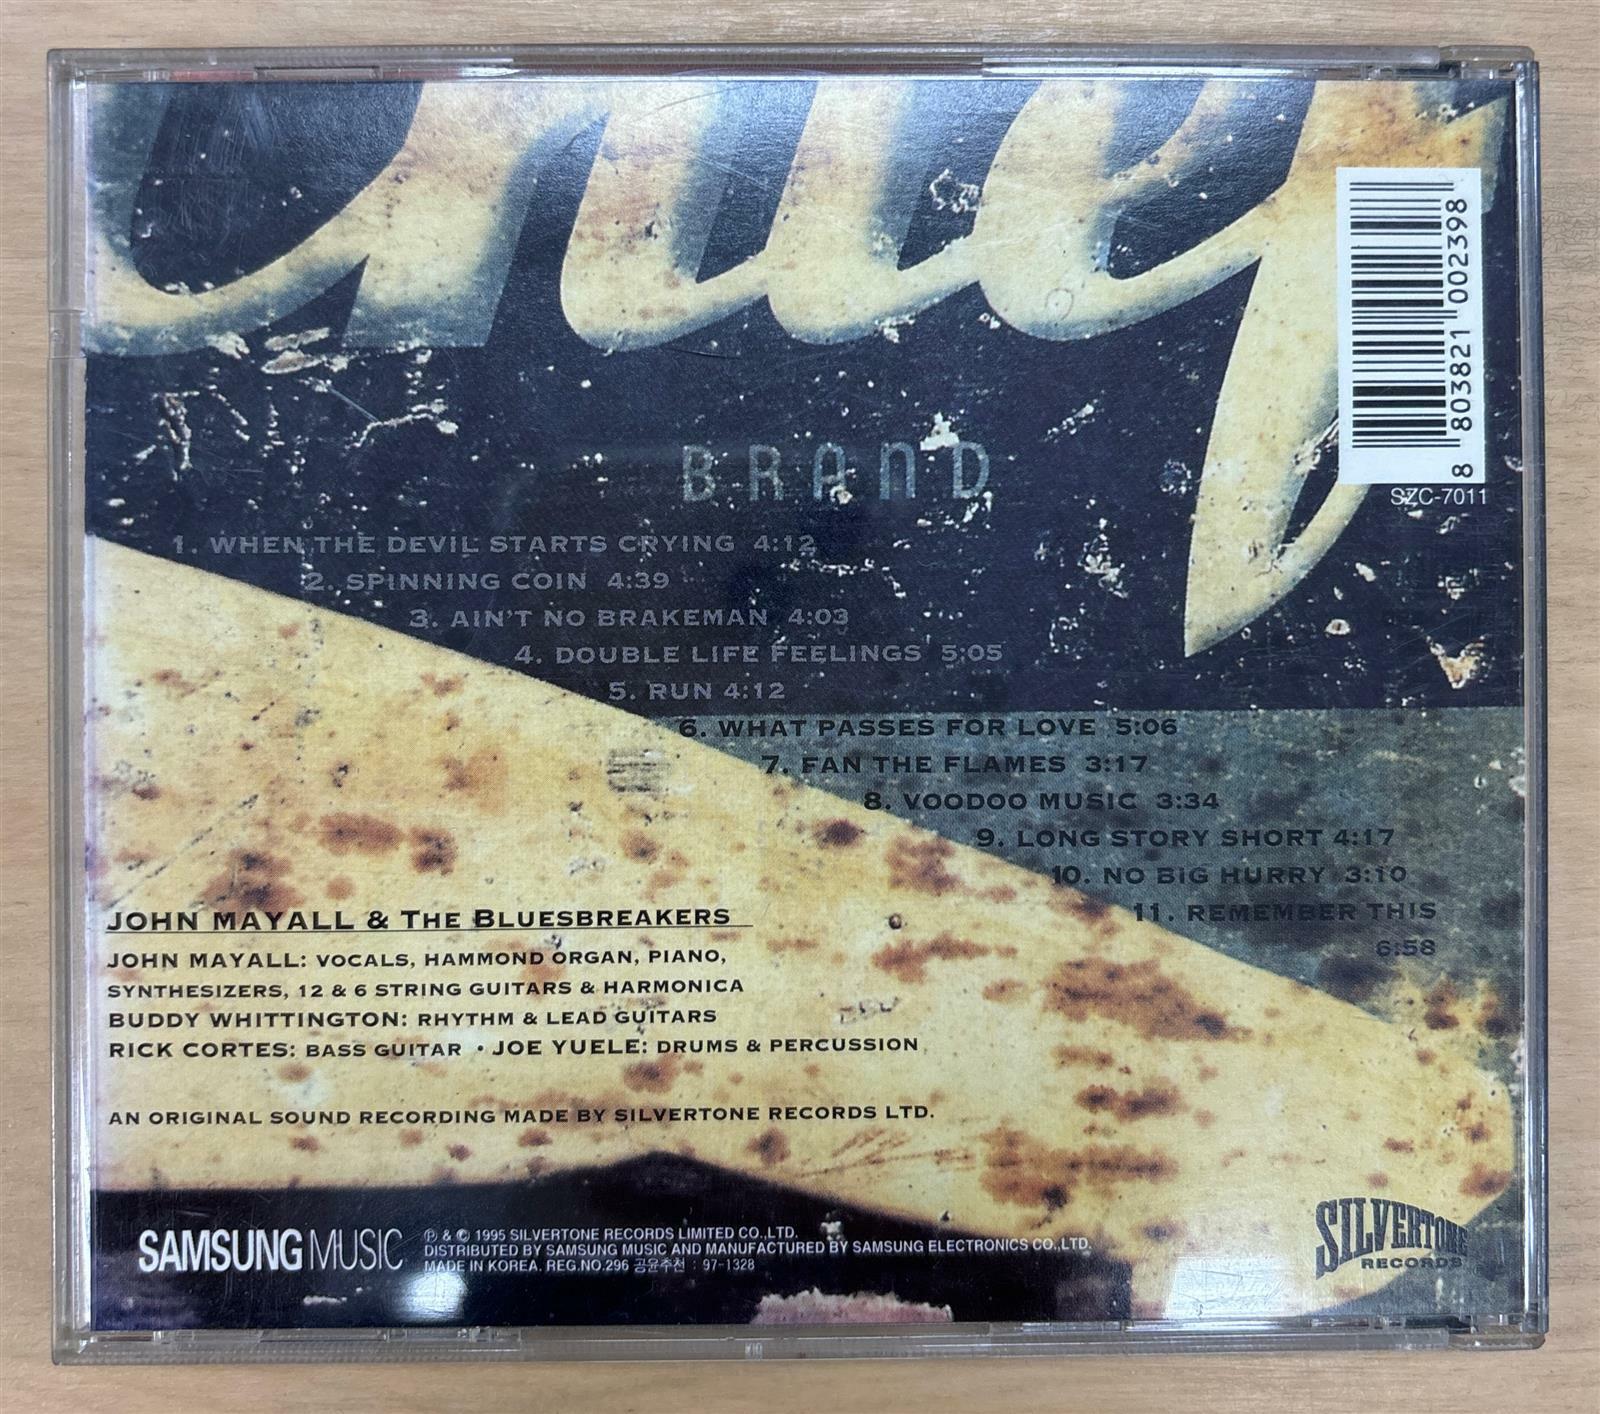 BRAND
8 803821 002398
SZC-7011
1. WHEN THE DEVIL STARTS CRYING 4:12
2. SPINNING COIN 4:39
3. AIN'T NO BRAKEMAN 4:03
4. DOUBLE LIFE FEELINGS 5:05
5. RUN 4:12
6. WHAT PASSES FOR LOVE 5:06
7. FAN THE FLAMES 3:17
8. VOODOO MUSIC 3:34
9. LONG STORY SHORT 4:17
10. NO BIG HURRY 3:10
11. REMEMBER THIS
6:58
JOHN MAYALL & THE BLUESBREAKERS
JOHN MAYALL: VOCALS, HAMMOND ORGAN, PIANO,
SYNTHESIZERS, 12 & 6 STRING GUITARS & HARMONICA
BUDDY WHITTINGTON: RHYTHM & LEAD GUITARS
RICK CORTES: BASS GUITAR • JOE YUELE: DRUMS & PERCUSSION
AN ORIGINAL SOUND RECORDING MADE BY SILVERTONE RECORDS LTD.
SAMSUNG MUSIC
℗ & © 1995 SILVERTONE RECORDS LIMITED CO.,LTD.
DISTRIBUTED BY SAMSUNG MUSIC AND MANUFACTURED BY SAMSUNG ELECTRONICS CO.,LTD.
MADE IN KOREA. REG.NO.296 공윤추천 : 97-1328
SILVERTONE
RECORDS